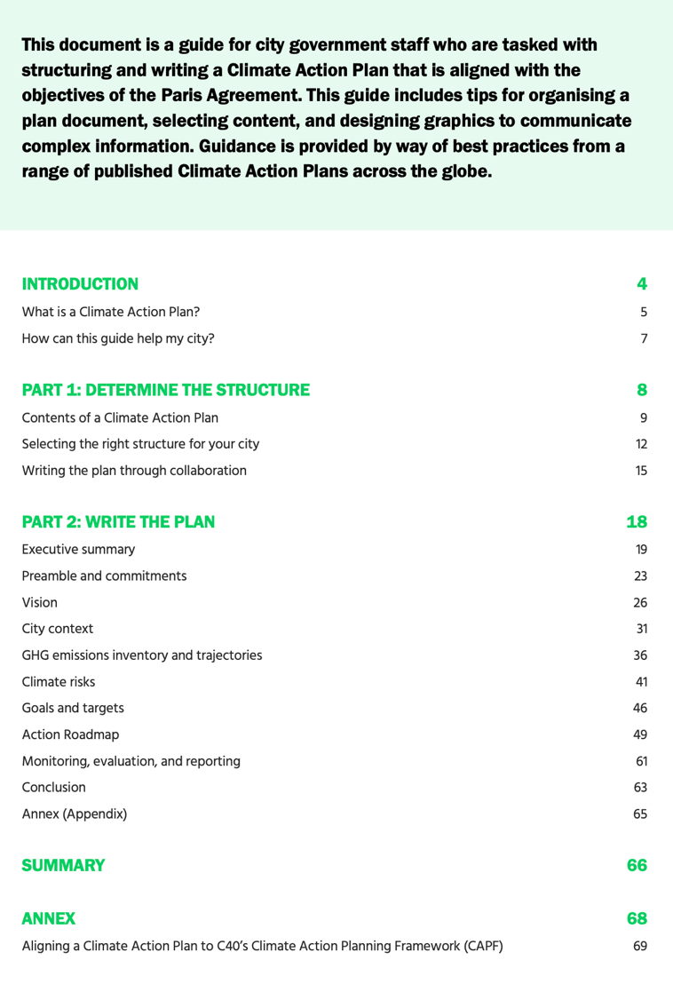 This document is a guide for city government staff who are tasked with
structuring and writing a Climate Action Plan that is aligned with the
objectives of the Paris Agreement. This guide includes tips for organising a
plan document, selecting content, and designing graphics to communicate
complex information. Guidance is provided by way of best practices from a
range of published Climate Action Plans across the globe.
INTRODUCTION 4
What is a Climate Action Plan? 5
How can this guide help my city? 7
PART 1: DETERMINE THE STRUCTURE 8
Contents of a Climate Action Plan 9
Selecting the right structure for your city 12
Writing the plan through collaboration 15
PART 2: WRITE THE PLAN 18
Executive summary 19
Preamble and commitments 23
Vision 26
City context 31
GHG emissions inventory and trajectories 36
Climate risks 41
Goals and targets 46
Action Roadmap 49
Monitoring, evaluation, and reporting 61
Conclusion 63
Annex (Appendix) 65
SUMMARY 66
ANNEX 68
Aligning a Climate Action Plan to C40’s Climate Action Planning Framework (CAPF) 69